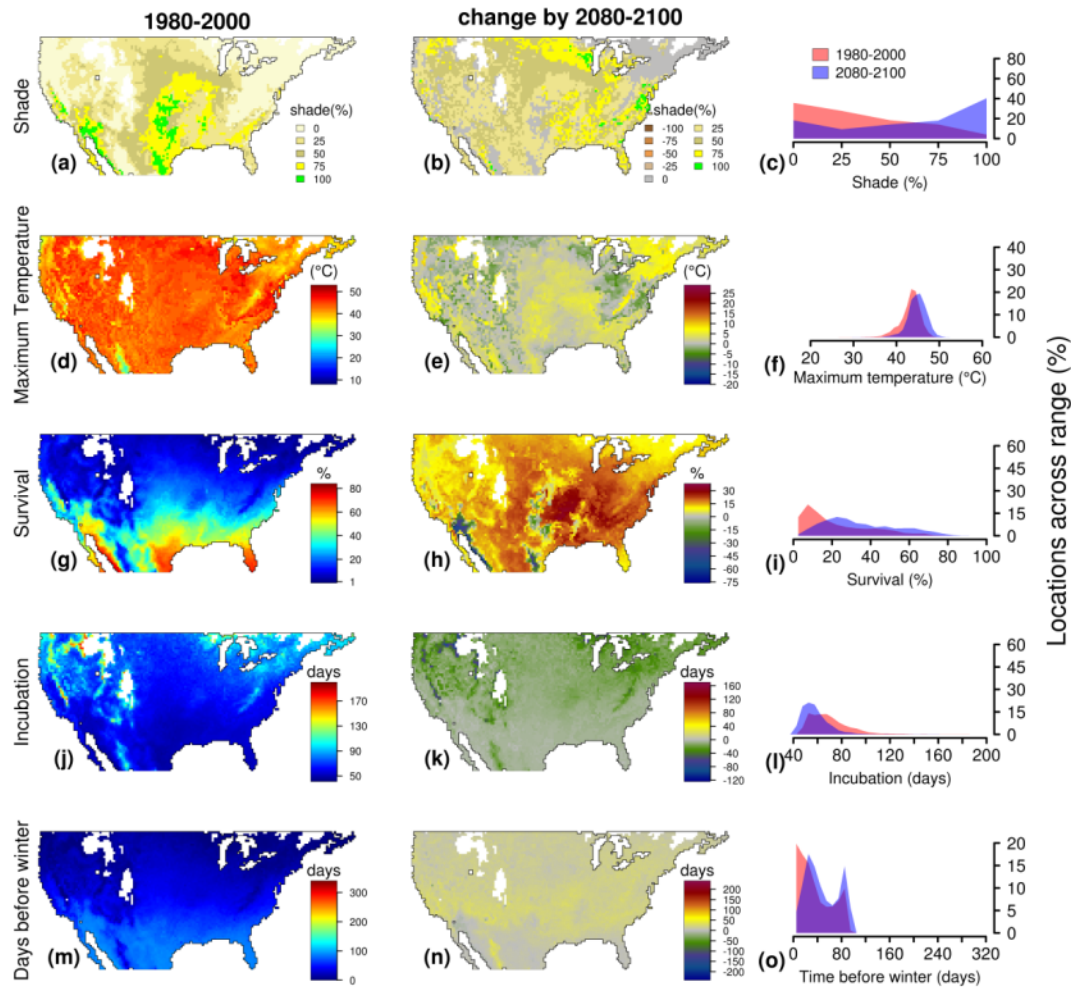 1980-2000
change by 2080-2100
Shade
(a)
shade(%)
0
25
50
75
100
(b)
shade(%)
-100
-75
-50
-25
0
25
50
75
100
1980-2000
2080-2100
80
60
40
20
0
(c)
0 25 50 75 100
Shade (%)
Maximum Temperature
(d)
(°C)
50
40
30
20
10
(e)
(°C)
25
20
15
10
5
0
-5
-10
-15
-20
40
30
20
10
0
(f)
20 30 40 50 60
Maximum temperature (°C)
Survival
(g)
%
80
60
40
20
1
(h)
%
30
15
0
-15
-30
-45
-60
-75
60
45
30
15
0
(i)
0 20 40 60 80 100
Survival (%)
Incubation
(j)
days
170
130
90
50
(k)
days
160
120
80
40
0
-40
-80
-120
60
45
30
15
0
(l)
40 80 120 160 200
Incubation (days)
Days before winter
(m)
days
300
200
100
0
(n)
days
200
150
100
50
0
-50
-100
-150
-200
20
15
10
5
0
(o)
0 40 80 120 160 200 240 280 320
Time before winter (days)
Locations across range (%)